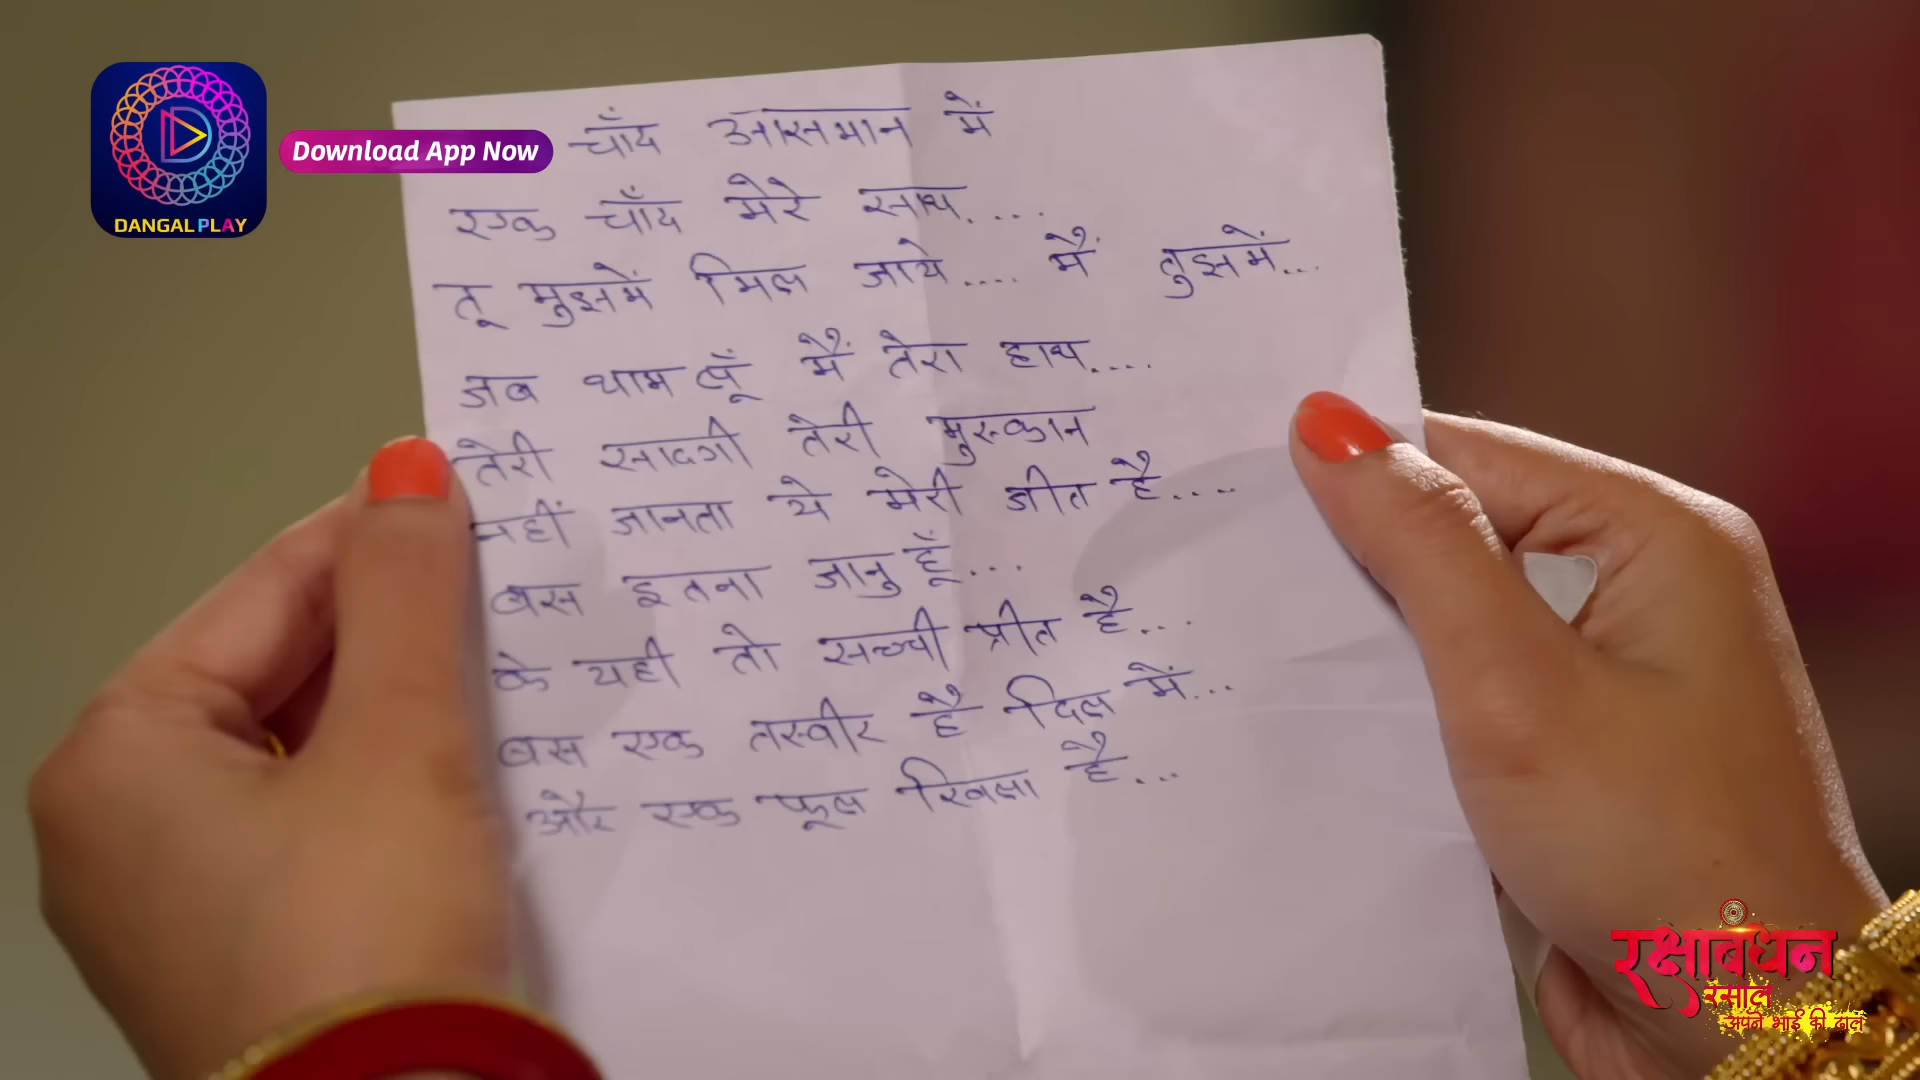 DANGAL PLAY
Download App Now
चाँद आसमान में
एक चाँद मेरे साथ....
तू मुझमें मिल जाये.... मैं तुझमें...
जब थाम लूँ मैं तेरा हाथ....
तेरी सादगी तेरी मुस्कान
नहीं जानता ये मेरी जीत है....
बस इतना जानु हूँ...
के यही तो सच्ची प्रीत है...
बस एक तस्वीर है दिल में...
और एक फूल खिला है...
रक्षाबंधन
रसाल
अपने भाई की ढाल